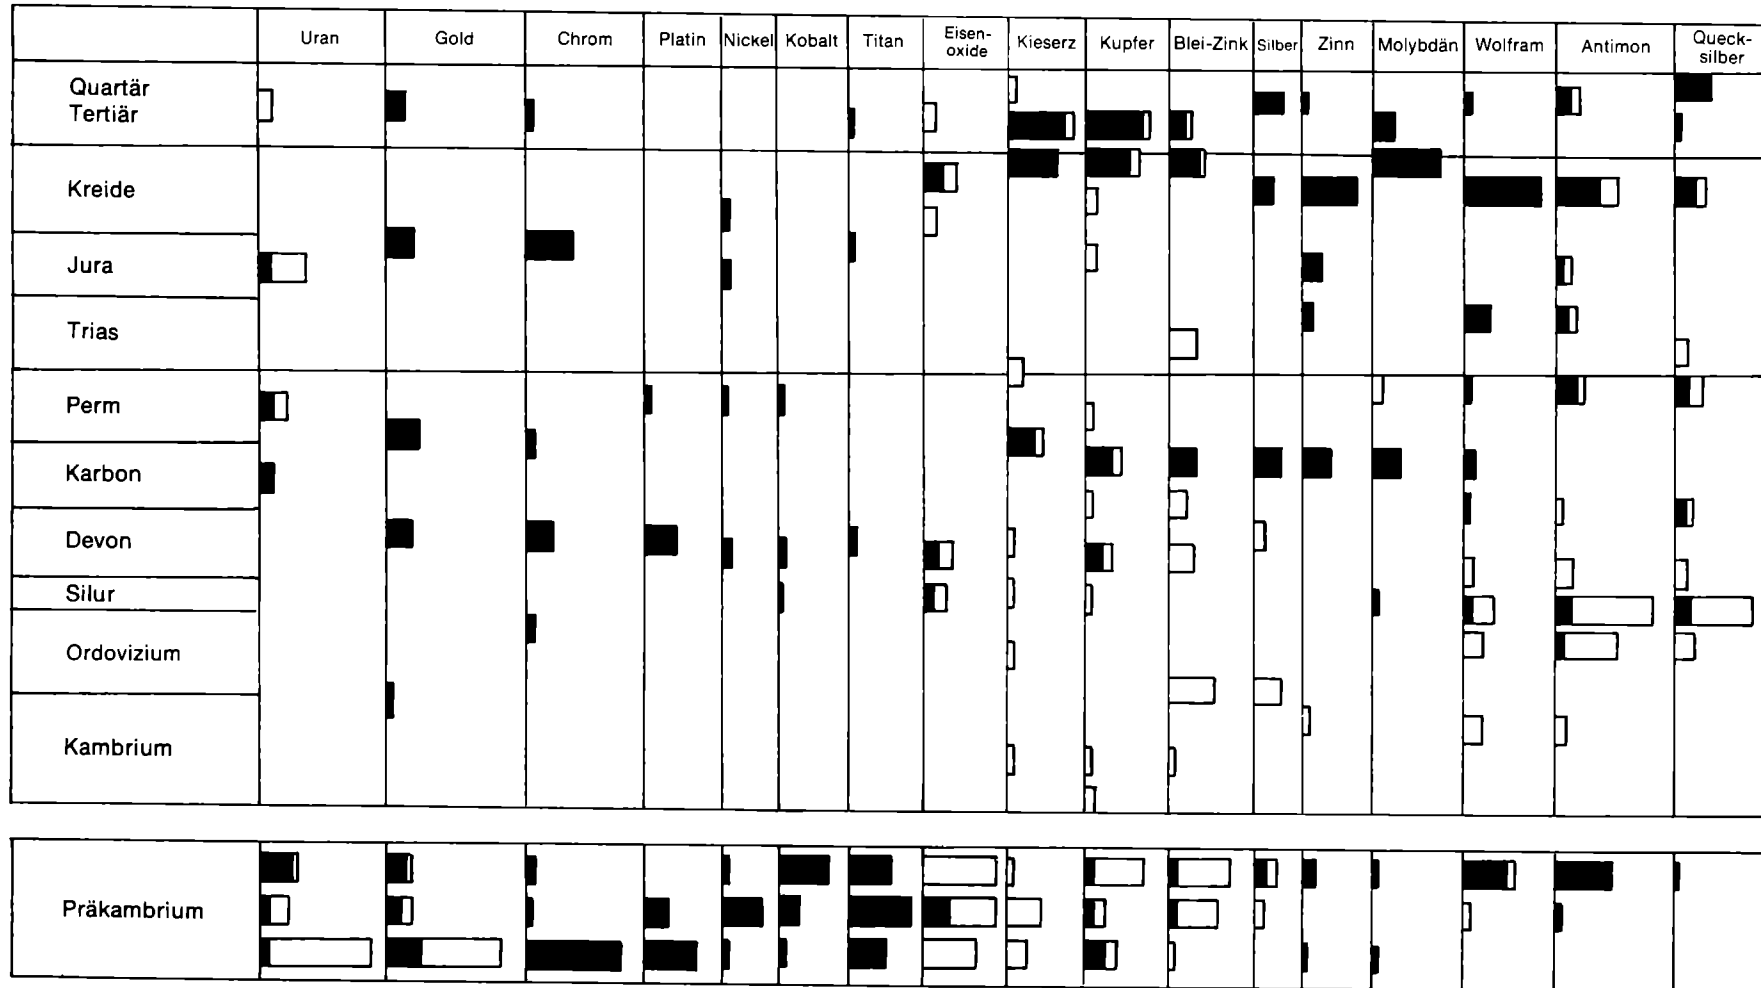 Uran Gold Chrom Platin Nickel Kobalt Titan Eisen-
oxide Kieserz Kupfer Blei-Zink Silber Zinn Molybdän Wolfram Antimon Queck-
silber
Quartär
Tertiär
Kreide
Jura
Trias
Perm
Karbon
Devon
Silur
Ordovizium
Kambrium
Präkambrium